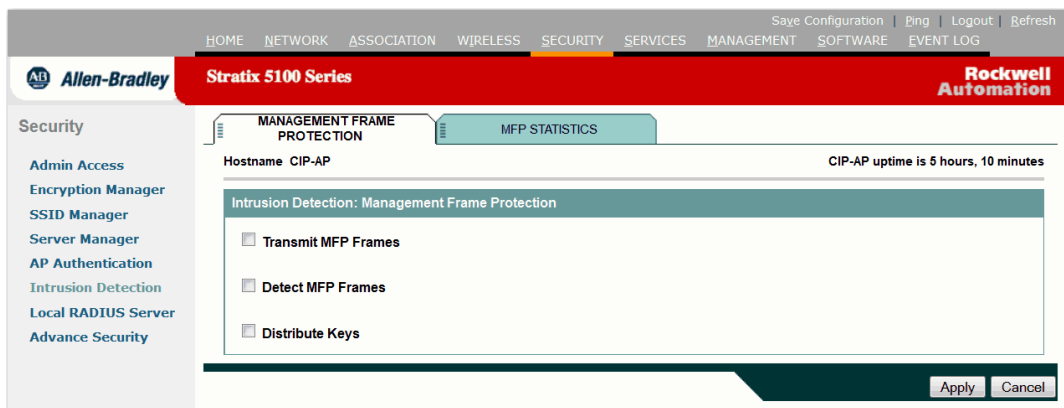 Save Configuration | Ping | Logout | Refresh
HOME NETWORK ASSOCIATION WIRELESS SECURITY SERVICES MANAGEMENT SOFTWARE EVENT LOG
AB Allen-Bradley
Stratix 5100 Series
Rockwell
Automation
Security
Admin Access
Encryption Manager
SSID Manager
Server Manager
AP Authentication
Intrusion Detection
Local RADIUS Server
Advance Security
MANAGEMENT FRAME
PROTECTION
MFP STATISTICS
Hostname CIP-AP
CIP-AP uptime is 5 hours, 10 minutes
Intrusion Detection: Management Frame Protection
Transmit MFP Frames
Detect MFP Frames
Distribute Keys
Apply Cancel